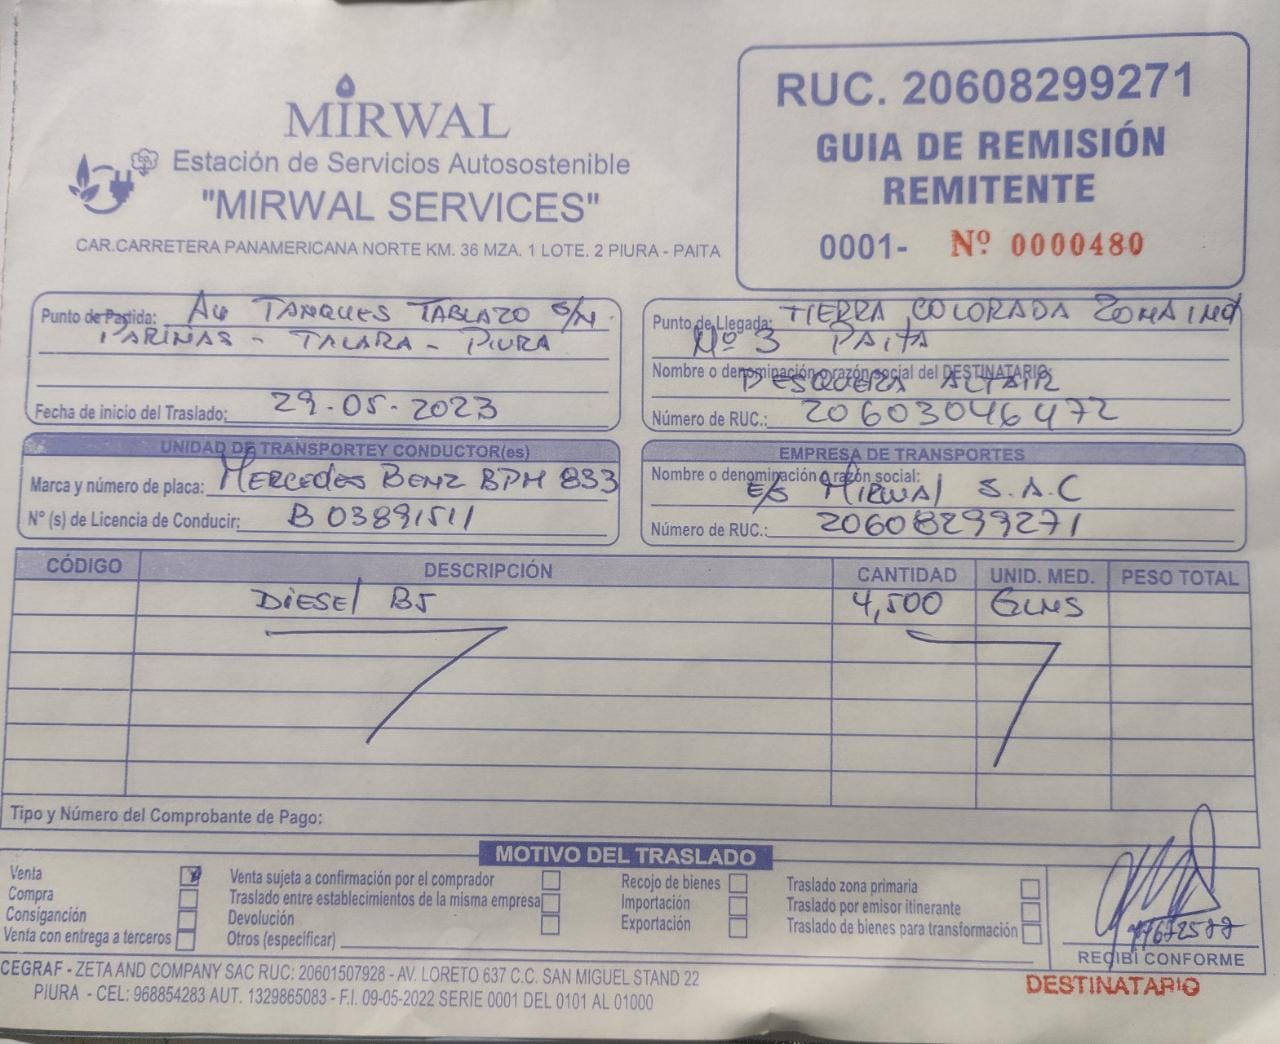 MIRWAL
Estación de Servicios Autosostenible
"MIRWAL SERVICES"
CAR.CARRETERA PANAMERICANA NORTE KM. 36 MZA. 1 LOTE. 2 PIURA - PAITA
RUC. 20608299271
GUIA DE REMISIÓN
REMITENTE
0001- Nº 0000480
Punto de Partida: Av TANQUES TABLAZO S/N.
PARIÑAS - TALARA - PIURA
Fecha de inicio del Traslado: 29-05-2023
Punto de Llegada: TIERRA COLORADA ZONA IND
Nº 3 PAITA
Nombre o denominación o razón social del DESTINATARIO:
PESQUERA ALTAIR
Número de RUC.: 20603046472
UNIDAD DE TRANSPORTEY CONDUCTOR(es)
Marca y número de placa: MERCEDES BENZ BPH 833
Nº (s) de Licencia de Conducir: B 03891511
EMPRESA DE TRANSPORTES
Nombre o denominación o razón social:
E/S MIRWAl S.A.C
Número de RUC.: 20608299271
CÓDIGO DESCRIPCIÓN CANTIDAD UNID. MED. PESO TOTAL
DiESEl B5 4,500 GLNS
Tipo y Número del Comprobante de Pago:
MOTIVO DEL TRASLADO
Venta
Compra
Consiganción
Venta con entrega a terceros
Venta sujeta a confirmación por el comprador
Traslado entre establecimientos de la misma empresa
Devolución
Otros (especificar)
Recojo de bienes
Importación
Exportación
Traslado zona primaria
Traslado por emisor itinerante
Traslado de bienes para transformación
RECIBÍ CONFORME
DESTINATARIO
CEGRAF - ZETA AND COMPANY SAC RUC: 20601507928 - AV. LORETO 637 C.C. SAN MIGUEL STAND 22
PIURA - CEL: 968854283 AUT. 1329865083 - F.I. 09-05-2022 SERIE 0001 DEL 0101 AL 01000